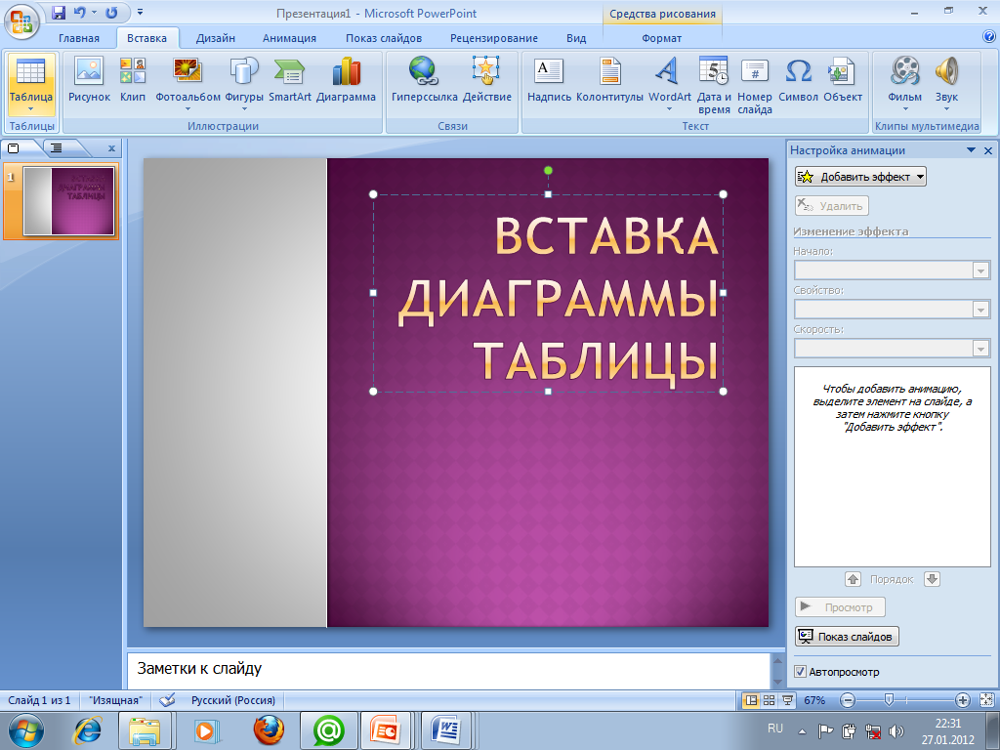 Презентация1 - Microsoft PowerPoint
Средства рисования
Главная Вставка Дизайн Анимация Показ слайдов Рецензирование Вид Формат
Таблица Рисунок Клип Фотоальбом Фигуры SmartArt Диаграмма Гиперссылка Действие Надпись Колонтитулы WordArt Дата и время Номер слайда Символ Объект Фильм Звук
Таблицы Иллюстрации Связи Текст Клипы мультимедиа
1
ВСТАВКА
ДИАГРАММЫ
ТАБЛИЦЫ
ВСТАВКА
ДИАГРАММЫ
ТАБЛИЦЫ
Настройка анимации
Добавить эффект
Удалить
Изменение эффекта
Начало:
Свойство:
Скорость:
Чтобы добавить анимацию,
выделите элемент на слайде, а
затем нажмите кнопку
"Добавить эффект".
Порядок
Просмотр
Показ слайдов
Автопросмотр
Заметки к слайду
Слайд 1 из 1 "Изящная" Русский (Россия) 67%
RU 22:31
27.01.2012